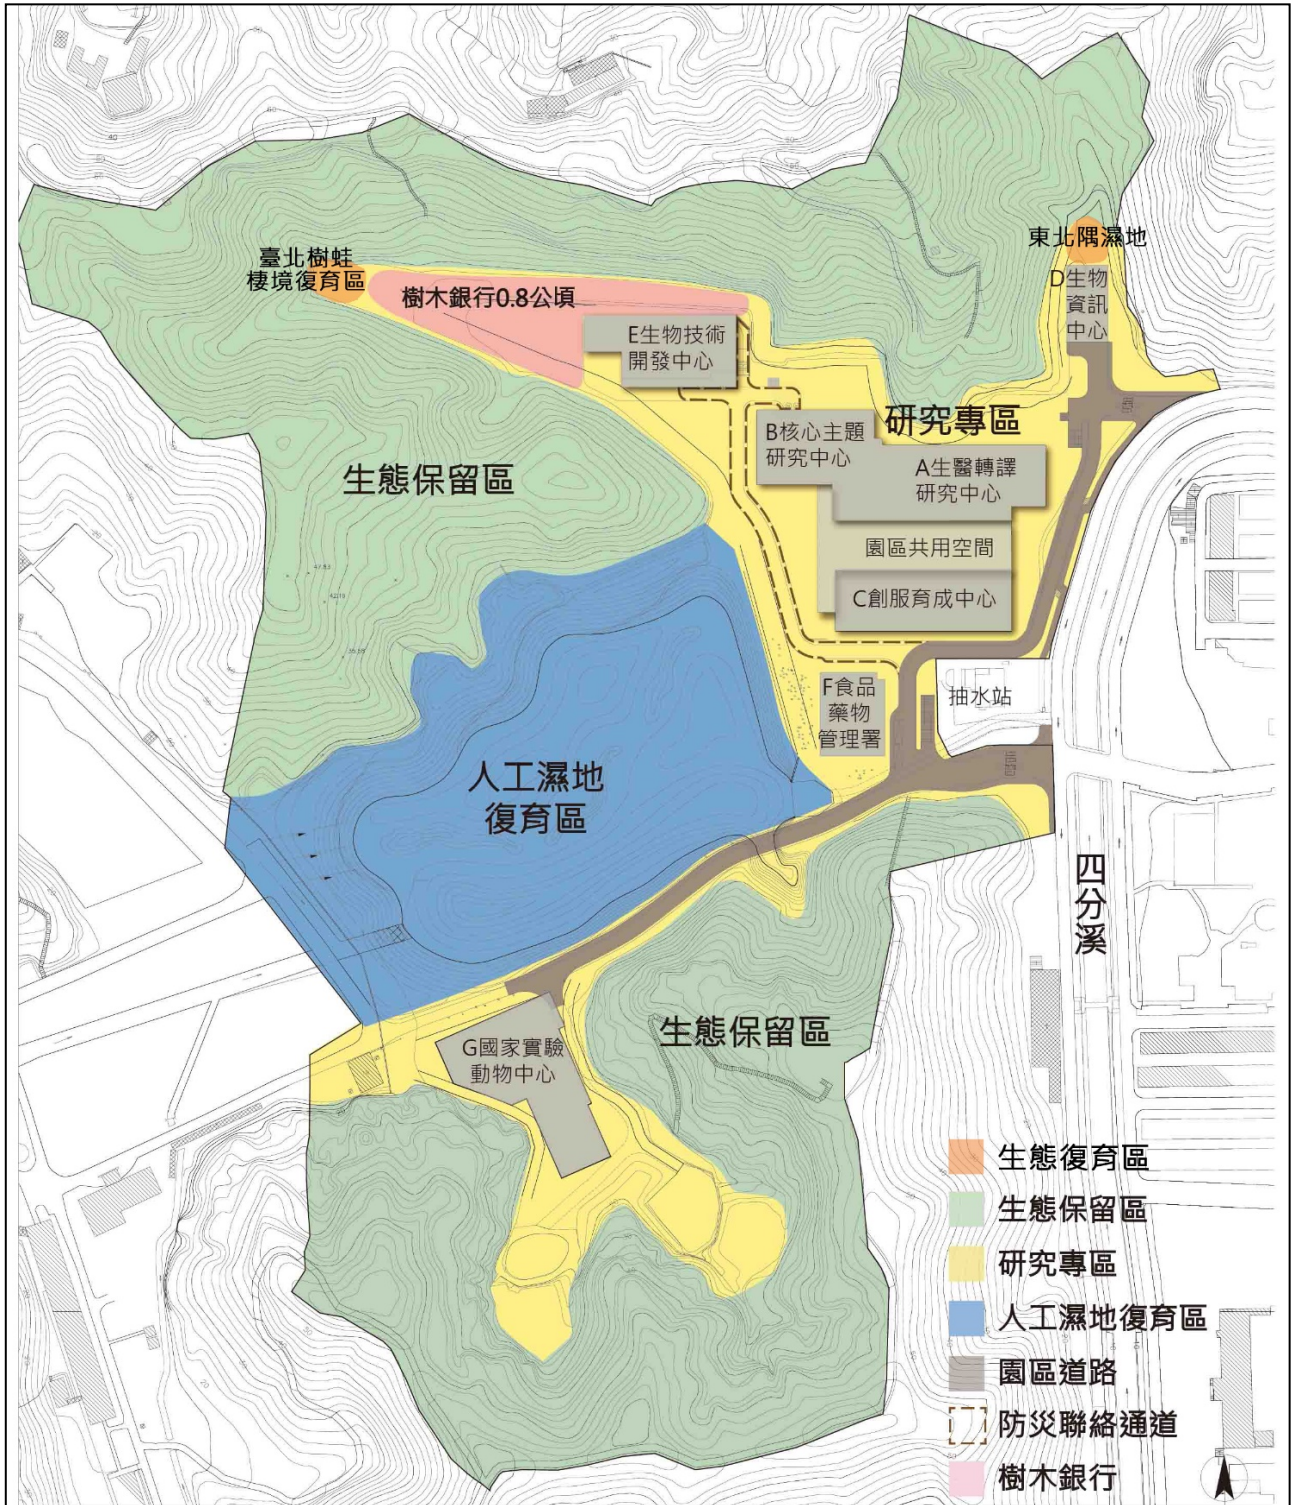 臺北樹蛙
棲境復育區
東北隅濕地
樹木銀行0.8公頃
D生物
資訊
中心
E生物技術
開發中心
研究專區
B核心主題
研究中心
A生醫轉譯
研究中心
生態保留區
園區共用空間
C創服育成中心
F食品
藥物
管理署
抽水站
人工濕地
復育區
四分溪
生態保留區
G國家實驗
動物中心
生態復育區
生態保留區
研究專區
人工濕地復育區
園區道路
防災聯絡通道
樹木銀行